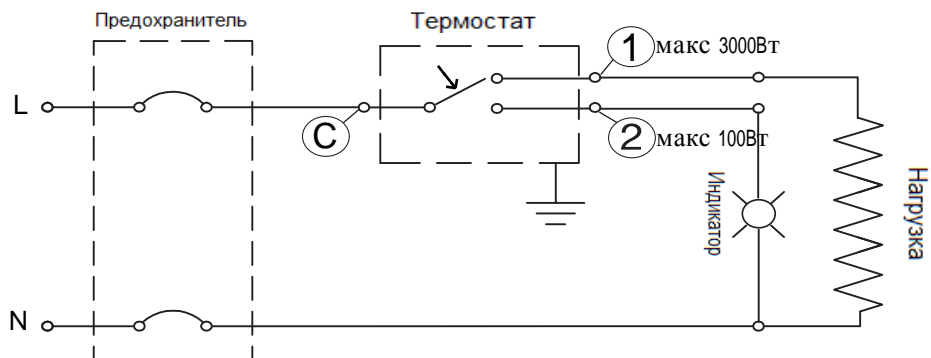 Предохранитель
Термостат
1 макс 3000Вт
L
C
2 макс 100Вт
Индикатор
Нагрузка
N